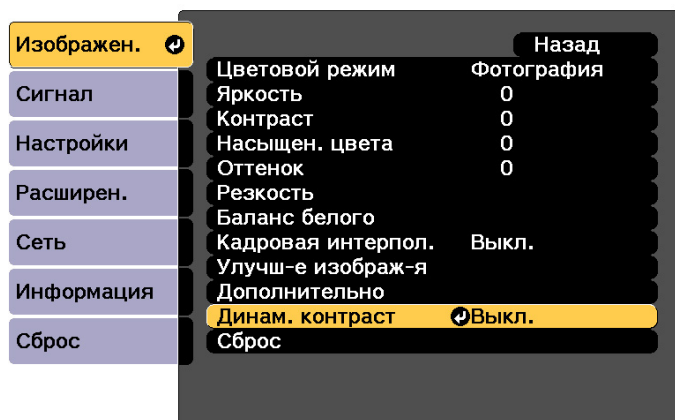 Изображен.
Сигнал
Настройки
Расширен.
Сеть
Информация
Сброс
Назад
Цветовой режим Фотография
Яркость 0
Контраст 0
Насыщен. цвета 0
Оттенок 0
Резкость
Баланс белого
Кадровая интерпол. Выкл.
Улучш-е изображ-я
Дополнительно
Динам. контраст Выкл.
Сброс